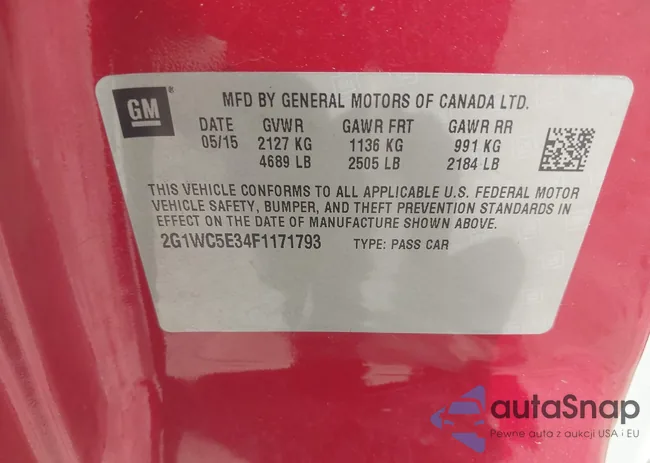 GM
MFD BY GENERAL MOTORS OF CANADA LTD.
DATE GVWR GAWR FRT GAWR RR
05/15 2127 KG 1136 KG 991 KG
4689 LB 2505 LB 2184 LB
THIS VEHICLE CONFORMS TO ALL APPLICABLE U.S. FEDERAL MOTOR
VEHICLE SAFETY, BUMPER, AND THEFT PREVENTION STANDARDS IN
EFFECT ON THE DATE OF MANUFACTURE SHOWN ABOVE.
2G1WC5E34F1171793 TYPE: PASS CAR
autaSnap
Pewne auta z aukcji USA i EU